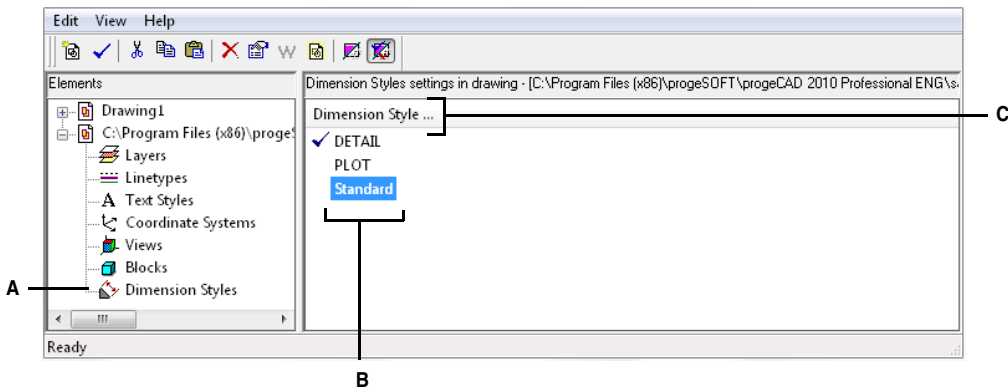 Edit View Help
Elements
Dimension Styles settings in drawing - [C:\Program Files (x86)\progeSOFT\progeCAD 2010 Professional ENG\s
Drawing1
C:\Program Files (x86)\proge
Layers
Linetypes
A Text Styles
Coordinate Systems
Views
Blocks
Dimension Styles
Dimension Style ...
DETAIL
PLOT
Standard
Ready
A
B
C